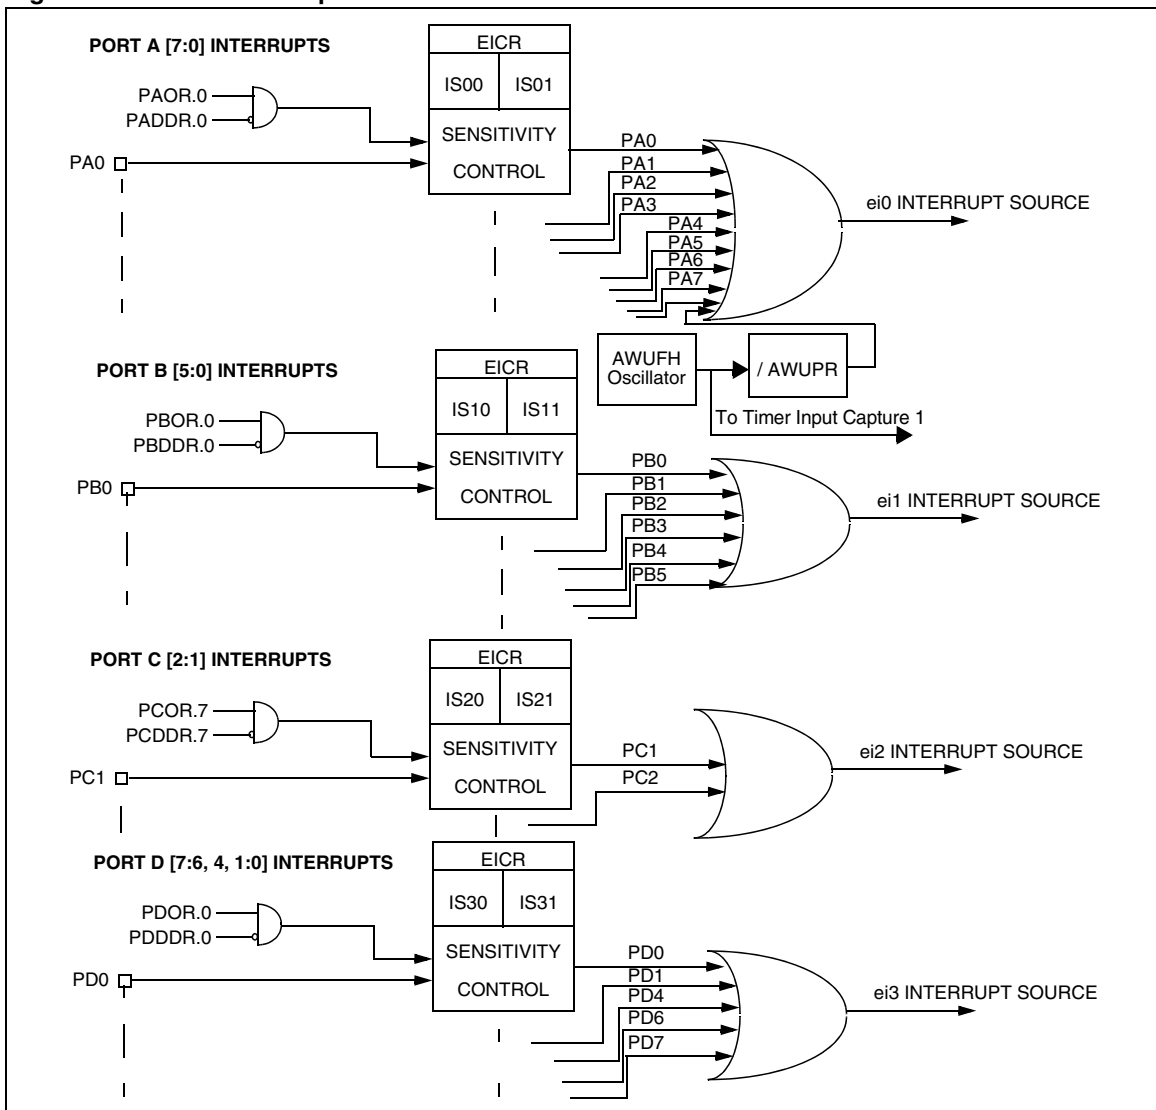 PORT A [7:0] INTERRUPTS
EICR
IS00 IS01
PAOR.0
PADDR.0
SENSITIVITY
CONTROL
PA0
PA0
PA1
PA2
PA3
PA4
PA5
PA6
PA7
ei0 INTERRUPT SOURCE
AWUFH
Oscillator
/ AWUPR
To Timer Input Capture 1
PORT B [5:0] INTERRUPTS
EICR
IS10 IS11
PBOR.0
PBDDR.0
SENSITIVITY
CONTROL
PB0
PB0
PB1
PB2
PB3
PB4
PB5
ei1 INTERRUPT SOURCE
PORT C [2:1] INTERRUPTS
EICR
IS20 IS21
PCOR.7
PCDDR.7
SENSITIVITY
CONTROL
PC1
PC1
PC2
ei2 INTERRUPT SOURCE
PORT D [7:6, 4, 1:0] INTERRUPTS
EICR
IS30 IS31
PDOR.0
PDDDR.0
SENSITIVITY
CONTROL
PD0
PD0
PD1
PD4
PD6
PD7
ei3 INTERRUPT SOURCE